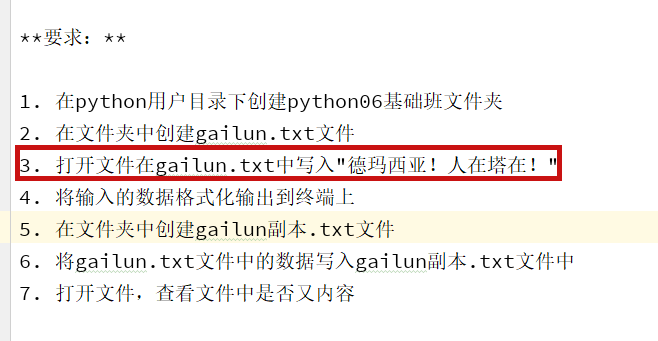 **要求：**
1. 在python用户目录下创建python06基础班文件夹
2. 在文件夹中创建gailun.txt文件
3. 打开文件在gailun.txt中写入"德玛西亚！人在塔在！"
4. 将输入的数据格式化输出到终端上
5. 在文件夹中创建gailun副本.txt文件
6. 将gailun.txt文件中的数据写入gailun副本.txt文件中
7. 打开文件，查看文件中是否又内容